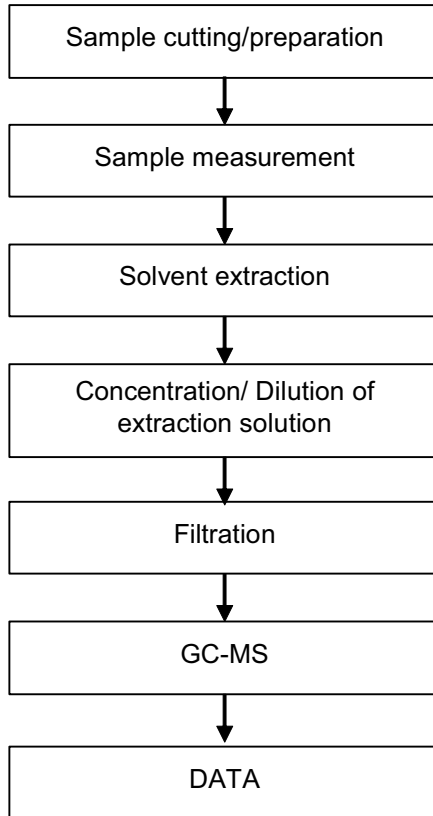 Sample cutting/preparation
Sample measurement
Solvent extraction
Concentration/ Dilution of
extraction solution
Filtration
GC-MS
DATA